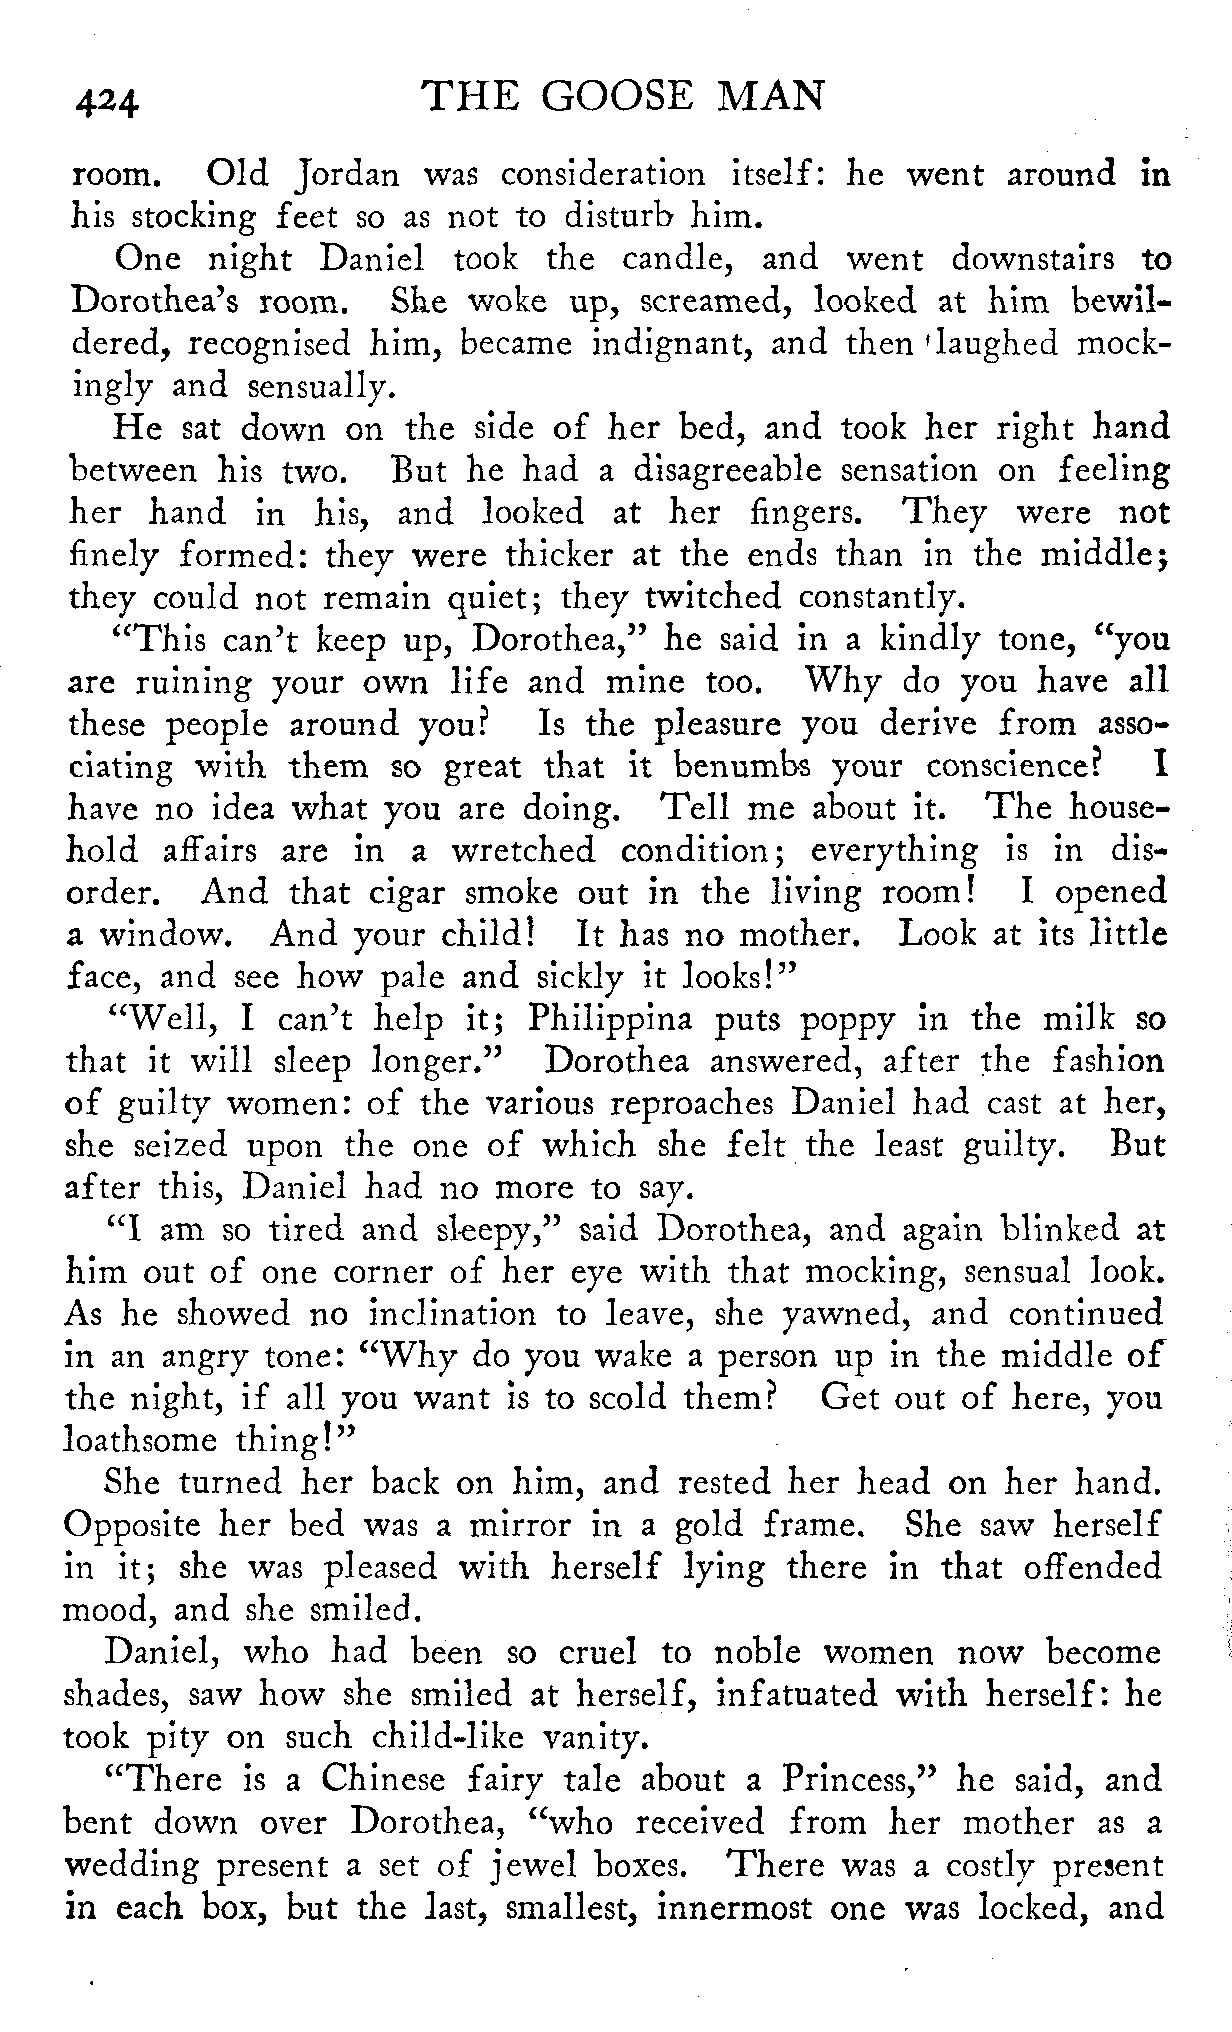 424 THE GOOSE MAN
room. Old Jordan was consideration itself: he went around in
his stocking feet so as not to disturb him.
One night Daniel took the candle, and went downstairs to
Dorothea's room. She woke up, screamed, looked at him bewil-
dered, recognised him, became indignant, and then laughed mock-
ingly and sensually.
He sat down on the side of her bed, and took her right hand
between his two. But he had a disagreeable sensation on feeling
her hand in his, and looked at her fingers. They were not
finely formed: they were thicker at the ends than in the middle;
they could not remain quiet; they twitched constantly.
"This can't keep up, Dorothea," he said in a kindly tone, "you
are ruining your own life and mine too. Why do you have all
these people around you? Is the pleasure you derive from asso-
ciating with them so great that it benumbs your conscience? I
have no idea what you are doing. Tell me about it. The house-
hold affairs are in a wretched condition; everything is in dis-
order. And that cigar smoke out in the living room! I opened
a window. And your child! It has no mother. Look at its little
face, and see how pale and sickly it looks!"
"Well, I can't help it; Philippina puts poppy in the milk so
that it will sleep longer." Dorothea answered, after the fashion
of guilty women: of the various reproaches Daniel had cast at her,
she seized upon the one of which she felt the least guilty. But
after this, Daniel had no more to say.
"I am so tired and sleepy," said Dorothea, and again blinked at
him out of one corner of her eye with that mocking, sensual look.
As he showed no inclination to leave, she yawned, and continued
in an angry tone: "Why do you wake a person up in the middle of
the night, if all you want is to scold them? Get out of here, you
loathsome thing!"
She turned her back on him, and rested her head on her hand.
Opposite her bed was a mirror in a gold frame. She saw herself
in it; she was pleased with herself lying there in that offended
mood, and she smiled.
Daniel, who had been so cruel to noble women now become
shades, saw how she smiled at herself, infatuated with herself: he
took pity on such child-like vanity.
"There is a Chinese fairy tale about a Princess," he said, and
bent down over Dorothea, "who received from her mother as a
wedding present a set of jewel boxes. There was a costly present
in each box, but the last, smallest, innermost one was locked, and